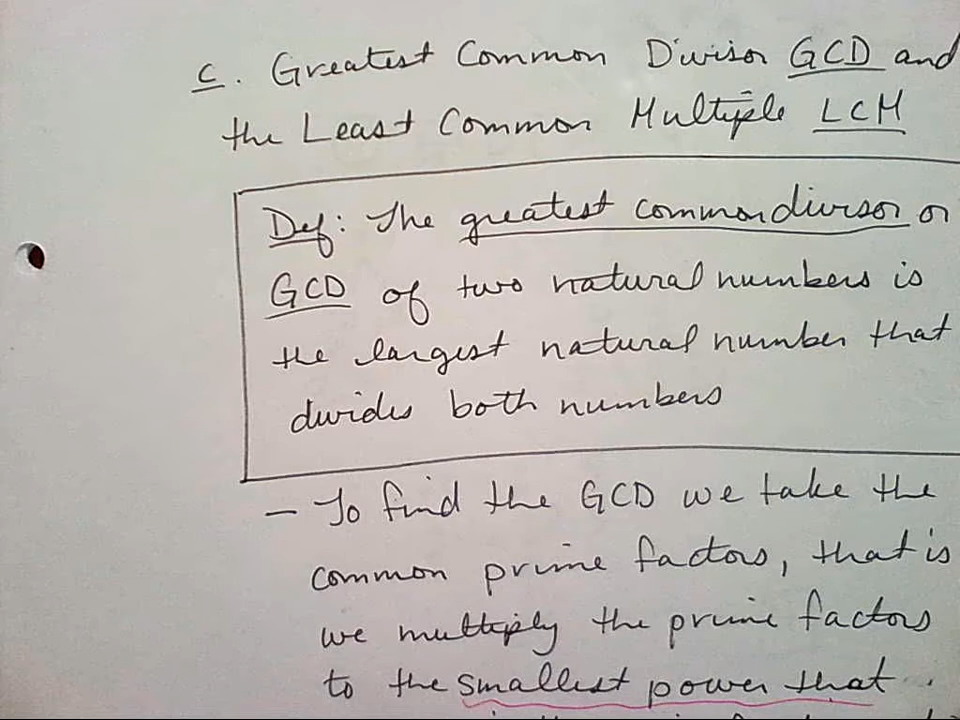 c. Greatest Common Divisor GCD and
the Least Common Multiple LCM
Def: The greatest common divisor or
GCD of two natural numbers is
the largest natural number that
divides both numbers
— To find the GCD we take the
common prime factors, that is
we multiply the prime factors
to the smallest power that